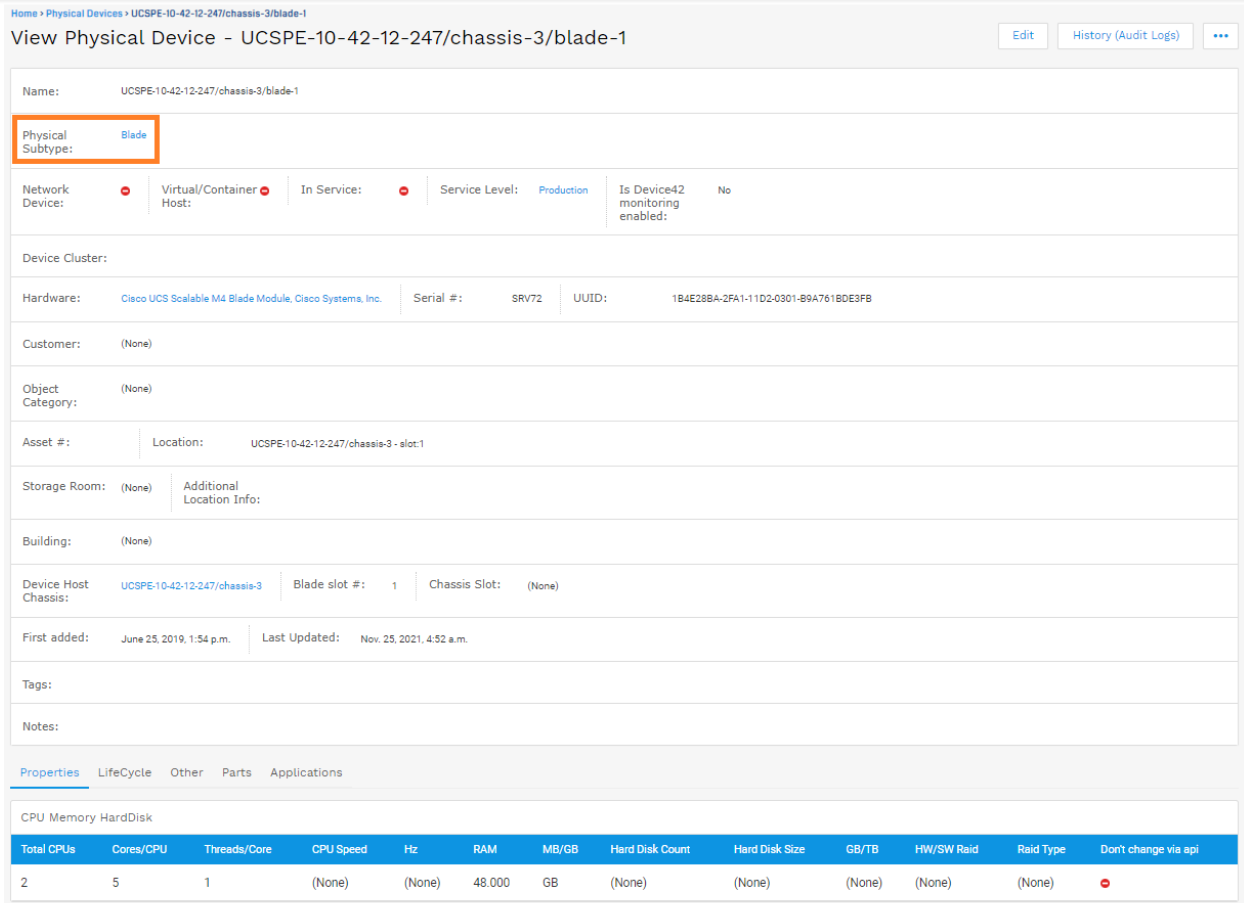 Home › Physical Devices › UCSPE-10-42-12-247/chassis-3/blade-1
View Physical Device - UCSPE-10-42-12-247/chassis-3/blade-1
Edit
History (Audit Logs)
•••
Name: UCSPE-10-42-12-247/chassis-3/blade-1
Physical Subtype: Blade
Network Device: Virtual/Container Host: In Service: Service Level: Production Is Device42 monitoring enabled: No
Device Cluster:
Hardware: Cisco UCS Scalable M4 Blade Module, Cisco Systems, Inc. Serial #: SRV72 UUID: 1B4E28BA-2FA1-11D2-0301-B9A761BDE3FB
Customer: (None)
Object Category: (None)
Asset #: Location: UCSPE-10-42-12-247/chassis-3 - slot:1
Storage Room: (None) Additional Location Info:
Building: (None)
Device Host Chassis: UCSPE-10-42-12-247/chassis-3 Blade slot #: 1 Chassis Slot: (None)
First added: June 25, 2019, 1:54 p.m. Last Updated: Nov. 25, 2021, 4:52 a.m.
Tags:
Notes:
Properties LifeCycle Other Parts Applications
CPU Memory HardDisk
Total CPUs Cores/CPU Threads/Core CPU Speed Hz RAM MB/GB Hard Disk Count Hard Disk Size GB/TB HW/SW Raid Raid Type Don't change via api
2 5 1 (None) (None) 48.000 GB (None) (None) (None) (None) (None)